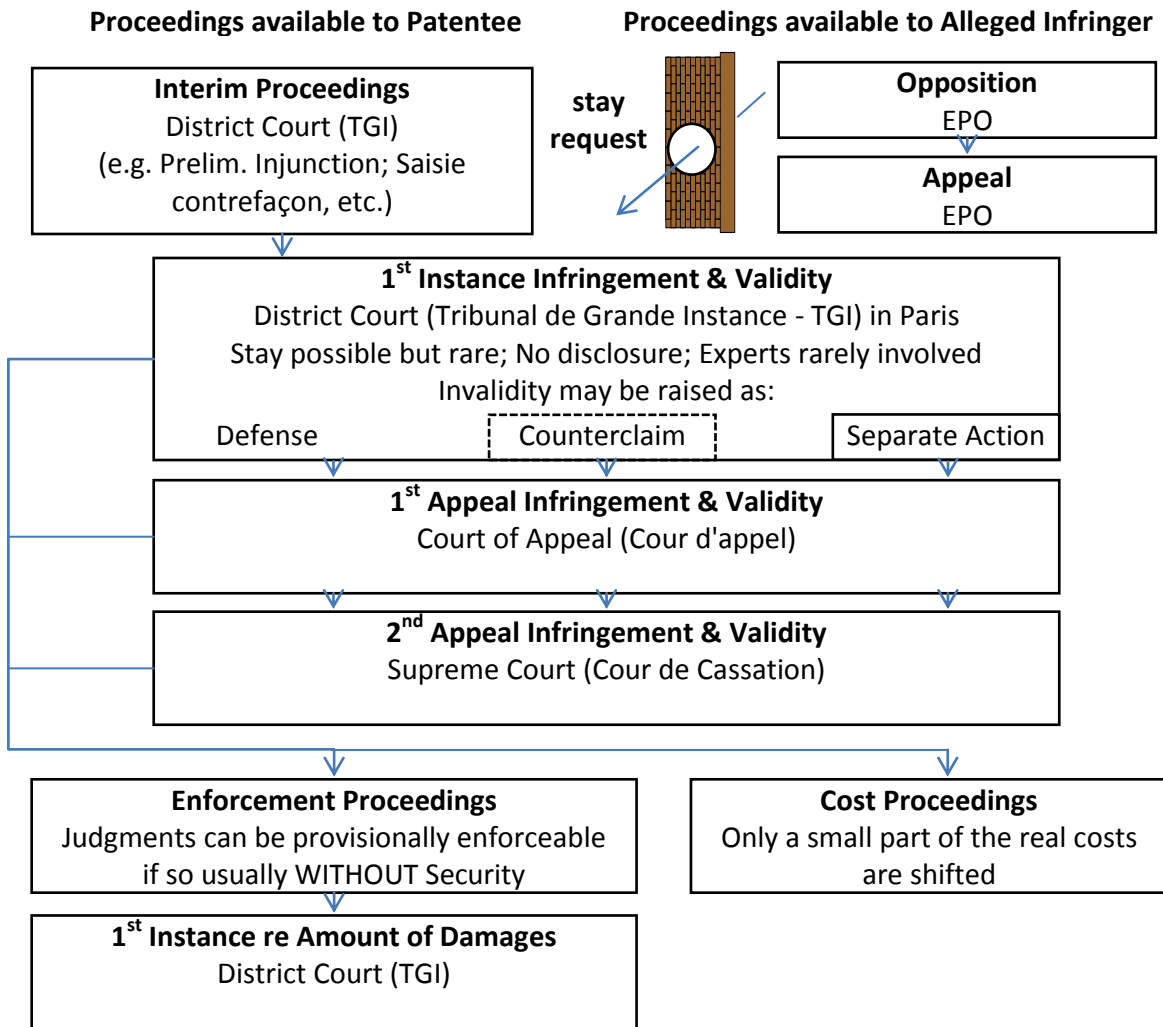 Proceedings available to Patentee
Proceedings available to Alleged Infringer
Interim Proceedings
District Court (TGI)
(e.g. Prelim. Injunction; Saisie
contrefaçon, etc.)
stay
request
Opposition
EPO
Appeal
EPO
1st Instance Infringement & Validity
District Court (Tribunal de Grande Instance - TGI) in Paris
Stay possible but rare; No disclosure; Experts rarely involved
Invalidity may be raised as:
Defense
Counterclaim
Separate Action
1st Appeal Infringement & Validity
Court of Appeal (Cour d'appel)
2nd Appeal Infringement & Validity
Supreme Court (Cour de Cassation)
Enforcement Proceedings
Judgments can be provisionally enforceable
if so usually WITHOUT Security
Cost Proceedings
Only a small part of the real costs
are shifted
1st Instance re Amount of Damages
District Court (TGI)